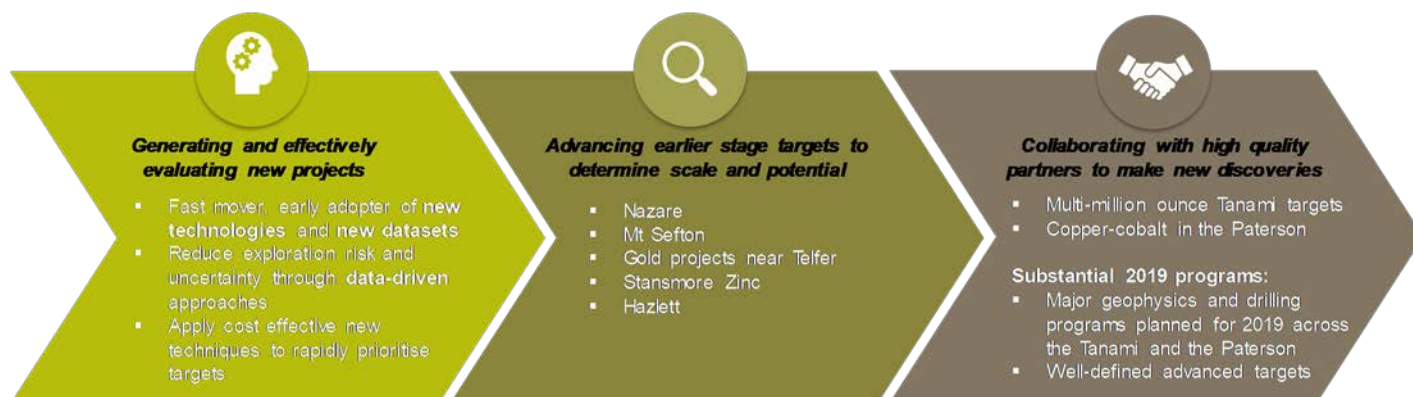 Generating and effectively
evaluating new projects
▪ Fast mover, early adopter of new
technologies and new datasets
▪ Reduce exploration risk and
uncertainty through data-driven
approaches
▪ Apply cost effective new
techniques to rapidly prioritise
targets
Advancing earlier stage targets to
determine scale and potential
▪ Nazare
▪ Mt Sefton
▪ Gold projects near Telfer
▪ Stansmore Zinc
▪ Hazlett
Collaborating with high quality
partners to make new discoveries
▪ Multi-million ounce Tanami targets
▪ Copper-cobalt in the Paterson
Substantial 2019 programs:
▪ Major geophysics and drilling
programs planned for 2019 across
the Tanami and the Paterson
▪ Well-defined advanced targets